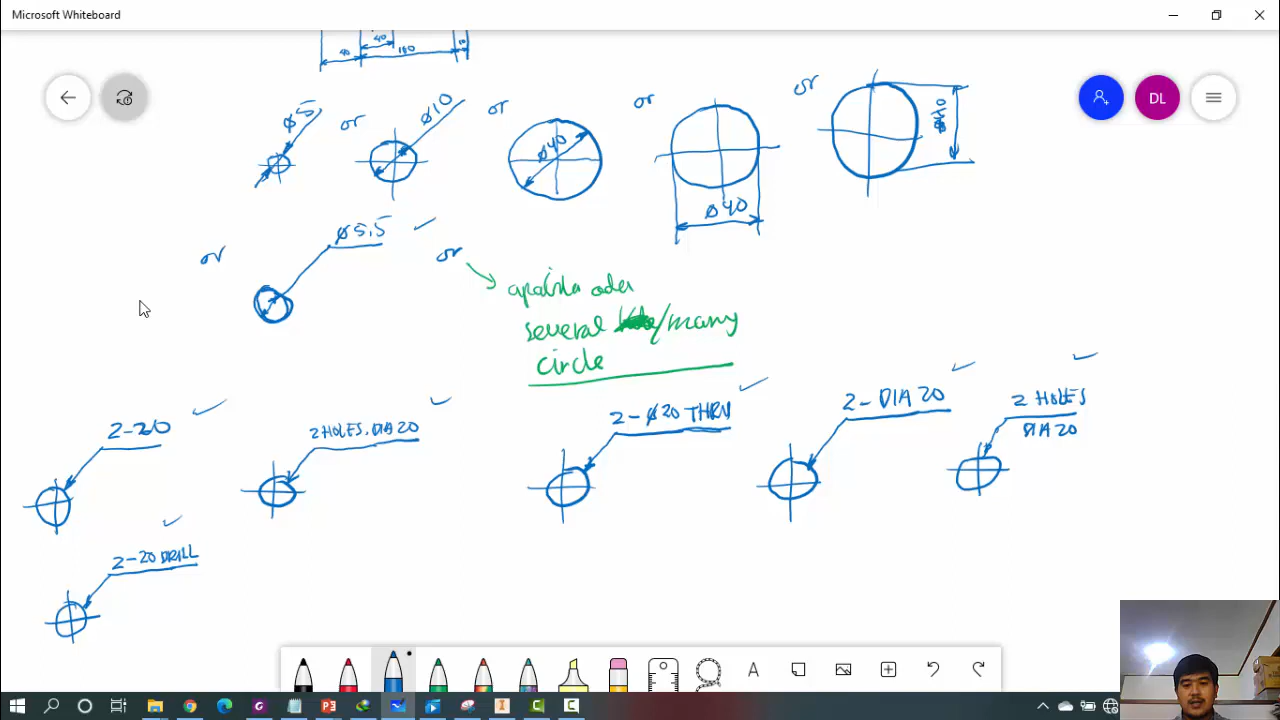 Microsoft Whiteboard
40
40
180
10
ø5
or
ø10
or
ø40
or
ø40
or
DL
or
ø5.5
or
several /many
circle
2-20
2 HOLES, DIA 20
2-ø20 THRU
2-DIA 20
2 HOLES
DIA 20
2-20 DRILL
A